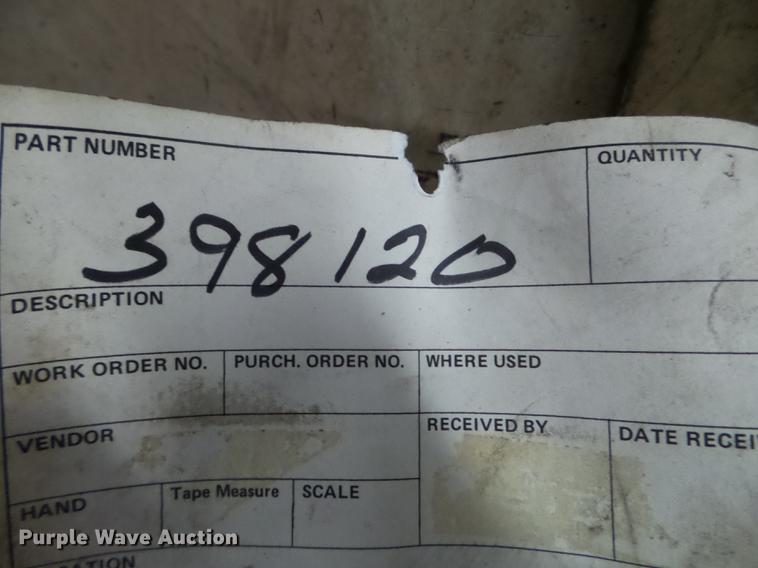 PART NUMBER QUANTITY
398120
DESCRIPTION
WORK ORDER NO. PURCH. ORDER NO. WHERE USED
VENDOR RECEIVED BY DATE RECEI
HAND Tape Measure SCALE
Purple Wave Auction